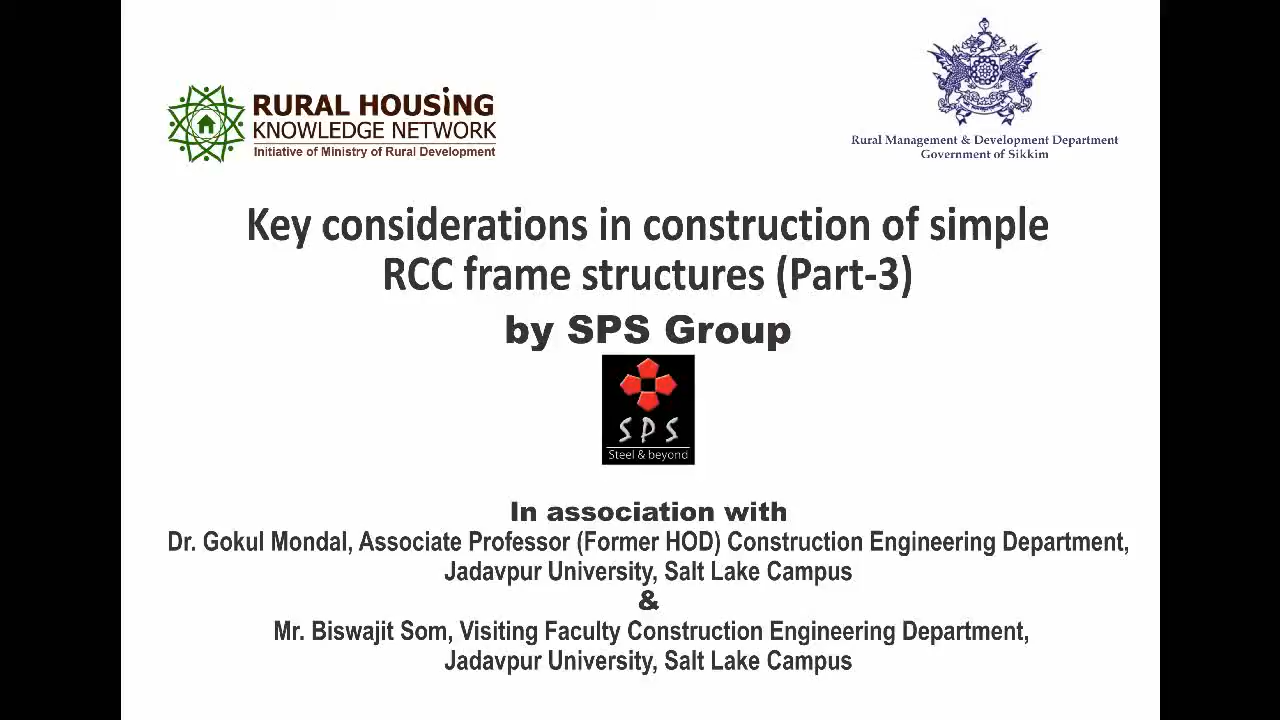 RURAL HOUSING
KNOWLEDGE NETWORK
Initiative of Ministry of Rural Development
Rural Management & Development Department
Government of Sikkim
Key considerations in construction of simple
RCC frame structures (Part-3)
by SPS Group
SPS
Steel & beyond
In association with
Dr. Gokul Mondal, Associate Professor (Former HOD) Construction Engineering Department,
Jadavpur University, Salt Lake Campus
&
Mr. Biswajit Som, Visiting Faculty Construction Engineering Department,
Jadavpur University, Salt Lake Campus